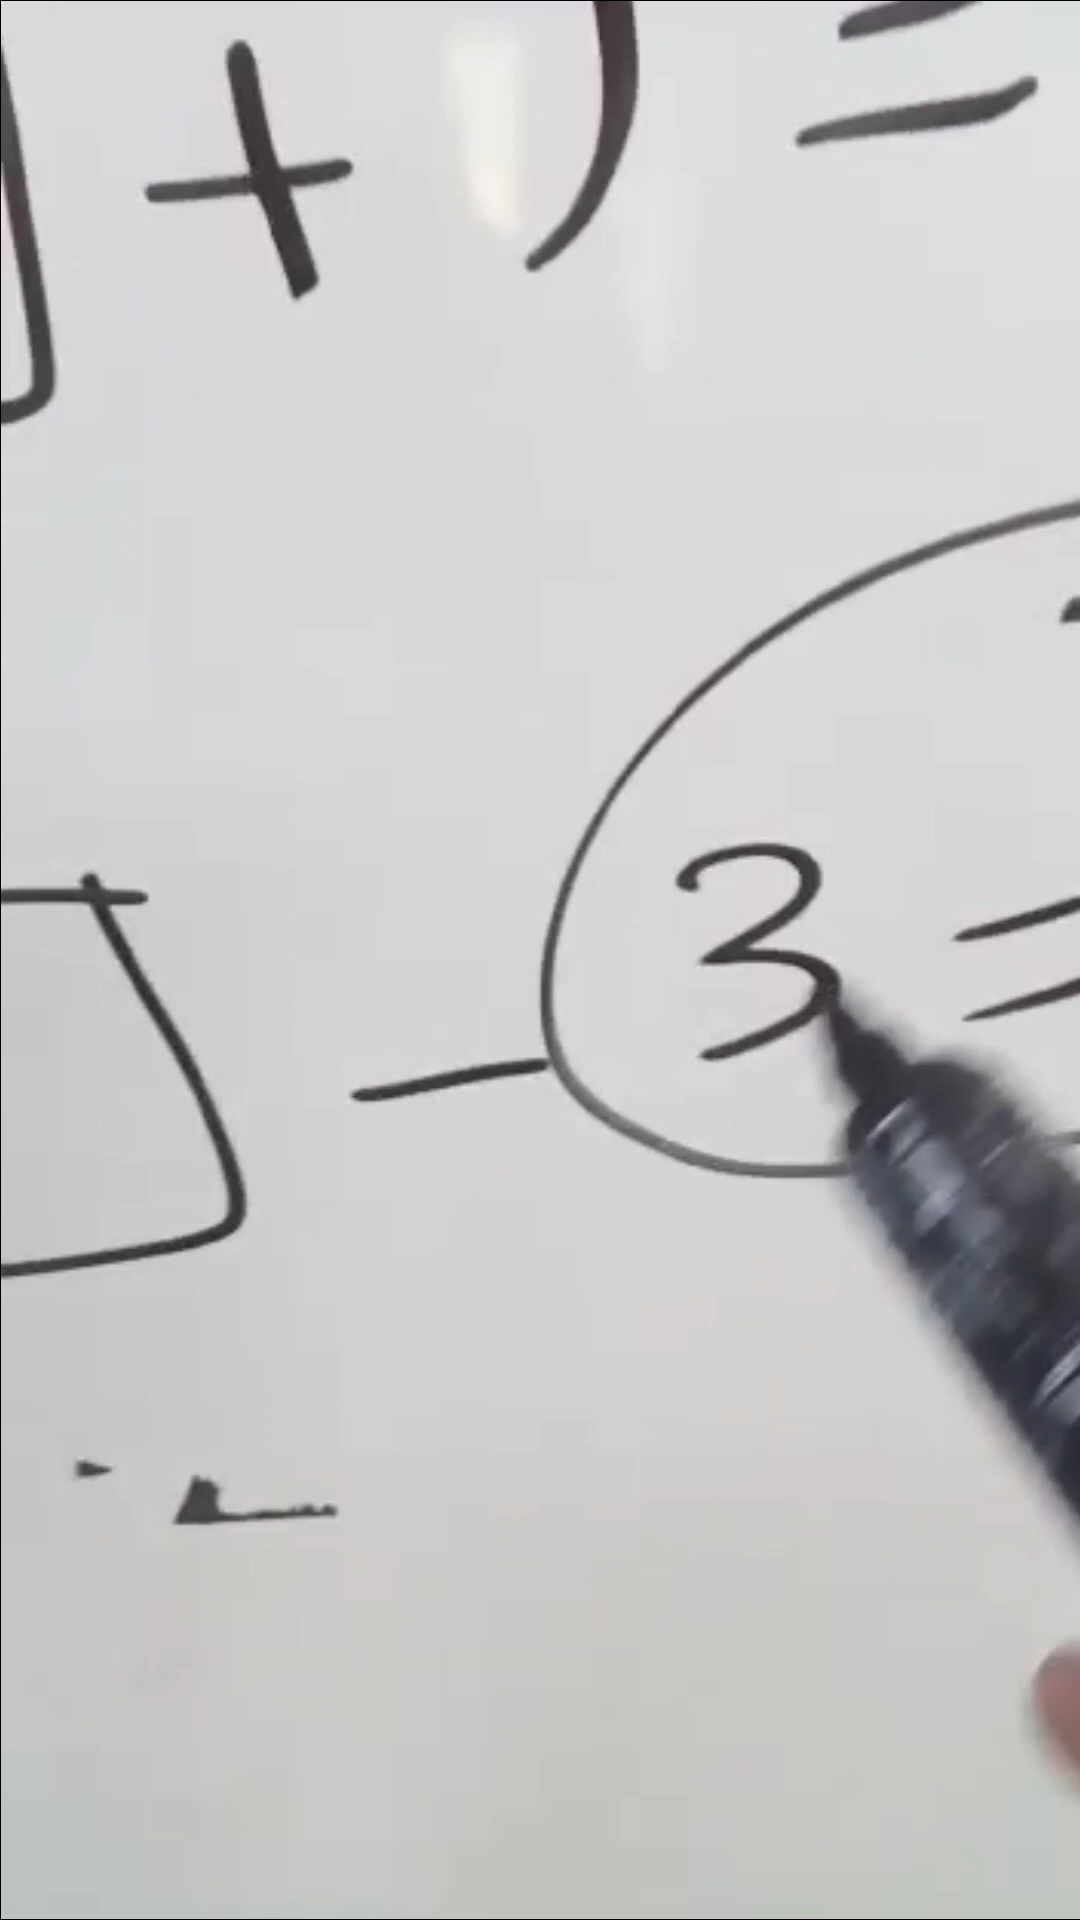 + ) =
- 3 =